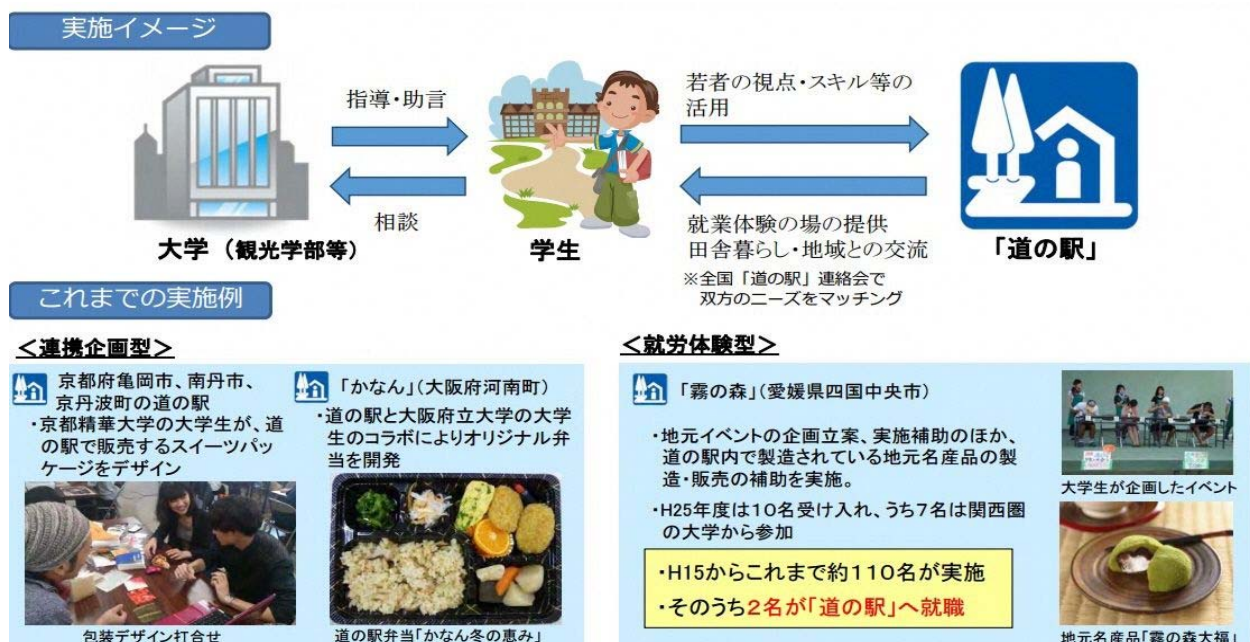 実施イメージ
指導・助言
相談
大学（観光学部等）
学生
若者の視点・スキル等の
活用
就業体験の場の提供
田舎暮らし・地域との交流
※全国「道の駅」連絡会で
双方のニーズをマッチング
「道の駅」
これまでの実施例
＜連携企画型＞
京都府亀岡市、南丹市、
京丹波町の道の駅
・京都精華大学の大学生が、道
の駅で販売するスイーツパッ
ケージをデザイン
包装デザイン打合せ
「かなん」（大阪府河南町）
・道の駅と大阪府立大学の大学
生のコラボによりオリジナル弁
当を開発
道の駅弁当「かなん冬の恵み」
＜就労体験型＞
「霧の森」（愛媛県四国中央市）
・地元イベントの企画立案、実施補助のほか、
道の駅内で製造されている地元名産品の製
造・販売の補助を実施。
・H25年度は１０名受け入れ、うち７名は関西圏
の大学から参加
・H15からこれまで約１１０名が実施
・そのうち２名が「道の駅」へ就職
大学生が企画したイベント
地元名産品「霧の森大福」